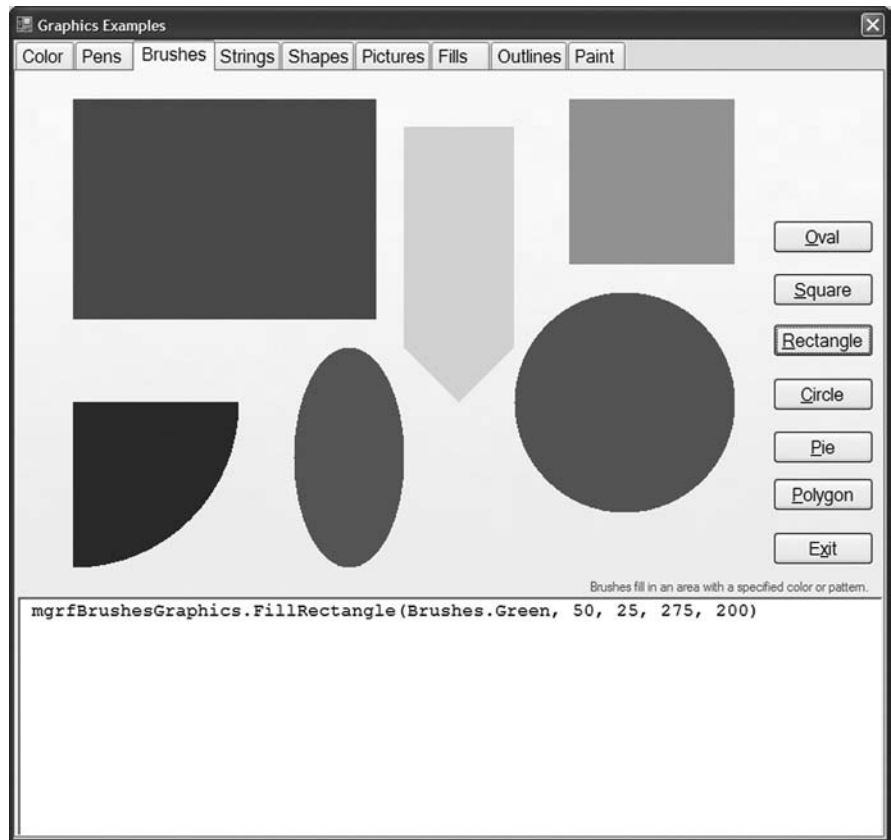 Graphics Examples
Color Pens Brushes Strings Shapes Pictures Fills Outlines Paint
Oval
Square
Rectangle
Circle
Pie
Polygon
Exit
Brushes fill in an area with a specified color or pattern.
mgrfBrushesGraphics.FillRectangle(Brushes.Green, 50, 25, 275, 200)